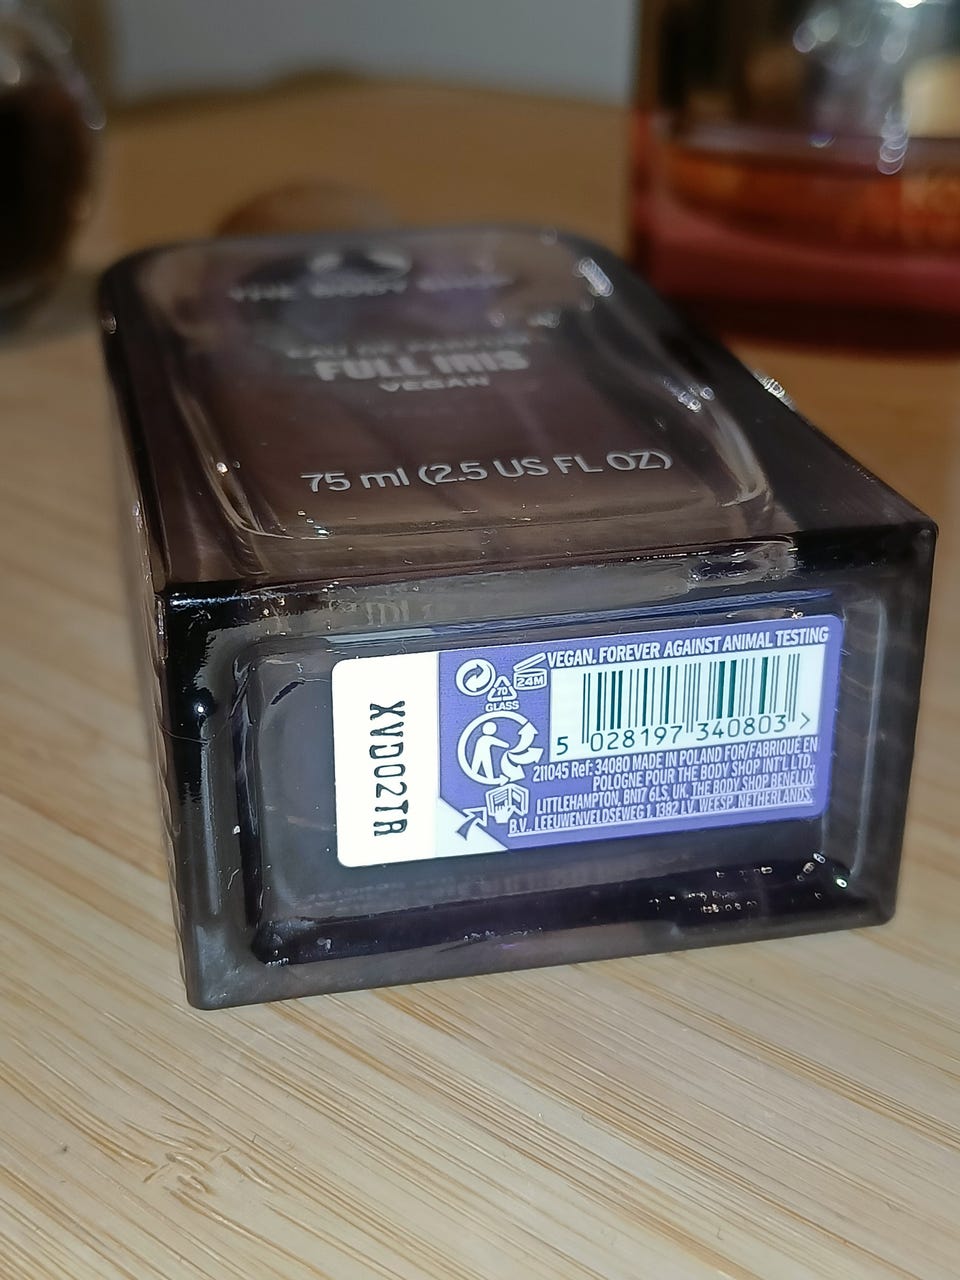 THE BODY SHOP
EAU DE PARFUM
FULL IRIS
VEGAN
75 ml (2.5 US FL OZ)
VEGAN. FOREVER AGAINST ANIMAL TESTING
24M
70
GLASS
5 028197 340803 >
211045 Ref: 34080 MADE IN POLAND FOR/FABRIQUE EN
POLOGNE POUR THE BODY SHOP INT'L LTD.,
LITTLEHAMPTON, BN17 6LS, UK. THE BODY SHOP BENELUX
B.V., LEEUWENVELDSEWEG 1, 1382 LV, WEESP, NETHERLANDS.
XVD02TR